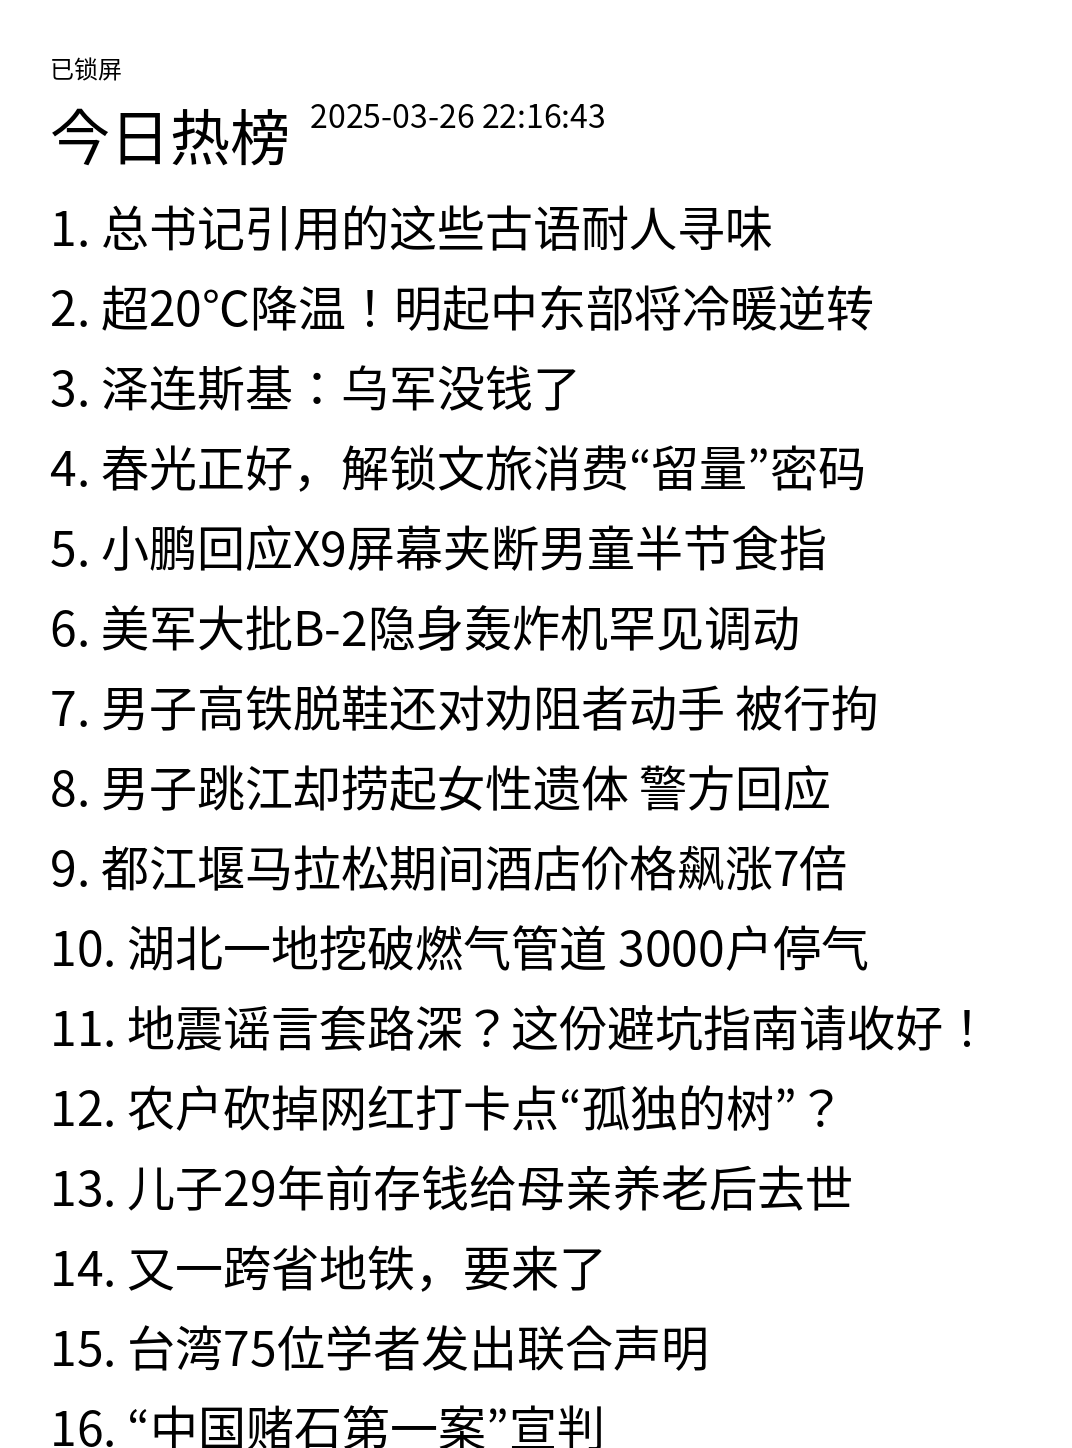 已锁屏
今日热榜 2025-03-26 22:16:43
1. 总书记引用的这些古语耐人寻味
2. 超20℃降温！明起中东部将冷暖逆转
3. 泽连斯基：乌军没钱了
4. 春光正好，解锁文旅消费“留量”密码
5. 小鹏回应X9屏幕夹断男童半节食指
6. 美军大批B-2隐身轰炸机罕见调动
7. 男子高铁脱鞋还对劝阻者动手 被行拘
8. 男子跳江却捞起女性遗体 警方回应
9. 都江堰马拉松期间酒店价格飙涨7倍
10. 湖北一地挖破燃气管道 3000户停气
11. 地震谣言套路深？这份避坑指南请收好！
12. 农户砍掉网红打卡点“孤独的树”？
13. 儿子29年前存钱给母亲养老后去世
14. 又一跨省地铁，要来了
15. 台湾75位学者发出联合声明
16. “中国赌石第一案”宣判